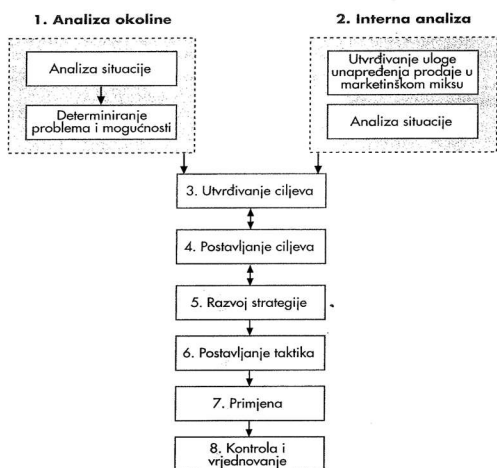 1. Analiza okoline
2. Interna analiza
Analiza situacije
Determiniranje
problema i mogućnosti
Utvrđivanje uloge
unapređenja prodaje u
marketinškom miksu
Analiza situacije
3. Utvrđivanje ciljeva
4. Postavljanje ciljeva
5. Razvoj strategije
6. Postavljanje taktika
7. Primjena
8. Kontrola i
vrjednovanje